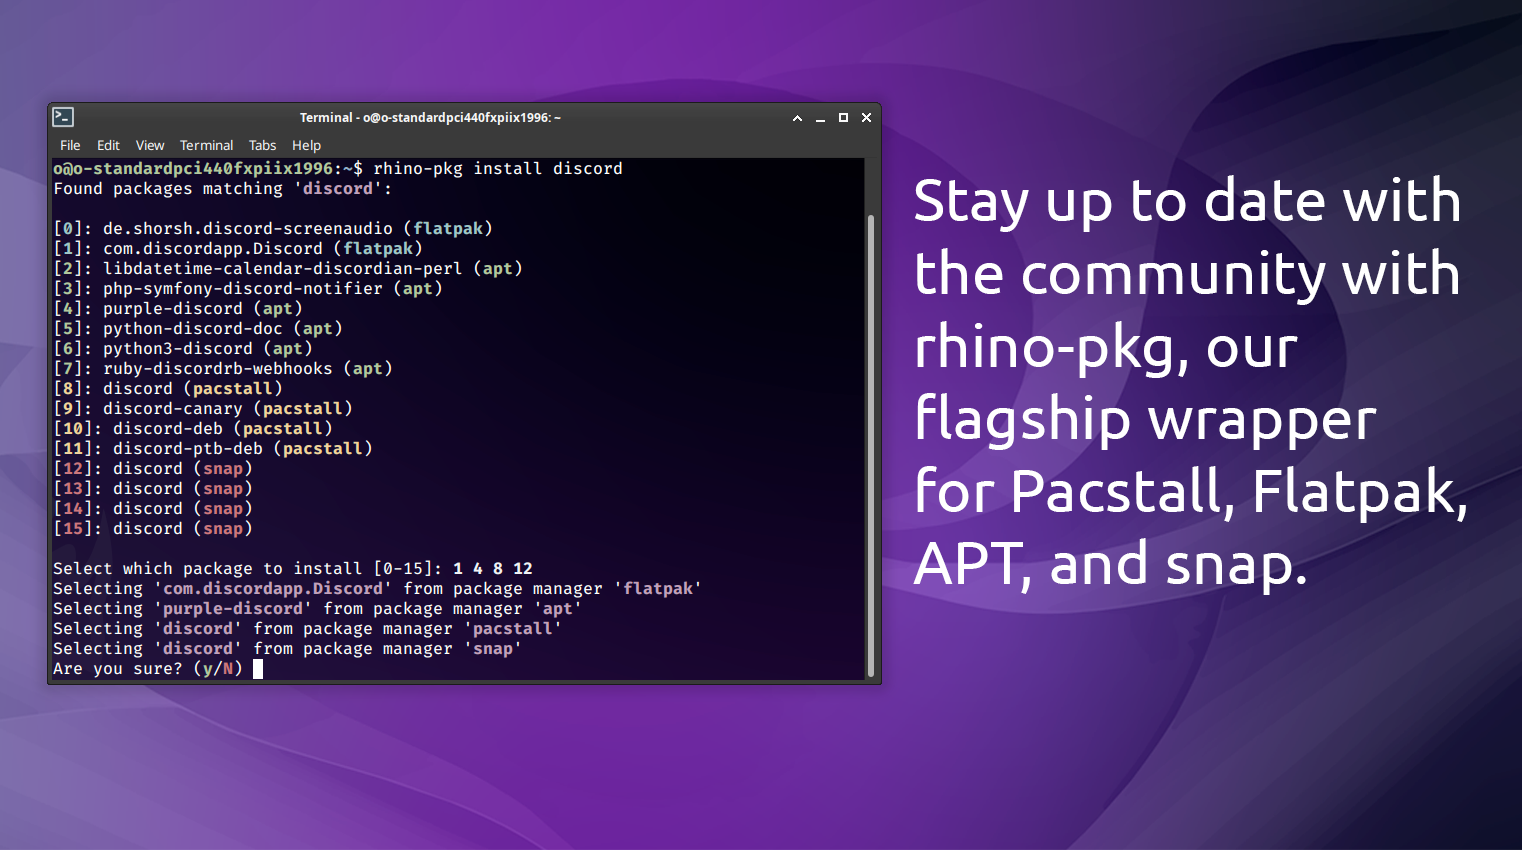 Terminal - o@o-standardpci440fxpiix1996: ~
File Edit View Terminal Tabs Help
o@o-standardpci440fxpiix1996:~$ rhino-pkg install discord
Found packages matching 'discord':
[0]: de.shorsh.discord-screenaudio (flatpak)
[1]: com.discordapp.Discord (flatpak)
[2]: libdatetime-calendar-discordian-perl (apt)
[3]: php-symfony-discord-notifier (apt)
[4]: purple-discord (apt)
[5]: python-discord-doc (apt)
[6]: python3-discord (apt)
[7]: ruby-discordrb-webhooks (apt)
[8]: discord (pacstall)
[9]: discord-canary (pacstall)
[10]: discord-deb (pacstall)
[11]: discord-ptb-deb (pacstall)
[12]: discord (snap)
[13]: discord (snap)
[14]: discord (snap)
[15]: discord (snap)
Select which package to install [0-15]: 1 4 8 12
Selecting 'com.discordapp.Discord' from package manager 'flatpak'
Selecting 'purple-discord' from package manager 'apt'
Selecting 'discord' from package manager 'pacstall'
Selecting 'discord' from package manager 'snap'
Are you sure? (y/N)
Stay up to date with
the community with
rhino-pkg, our
flagship wrapper
for Pacstall, Flatpak,
APT, and snap.